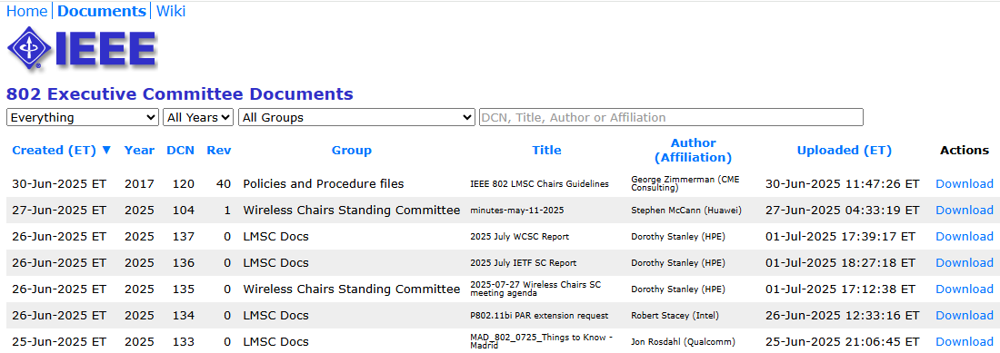 Home Documents Wiki
IEEE
802 Executive Committee Documents
Everything All Years All Groups DCN, Title, Author or Affiliation
Created (ET) ▼ Year DCN Rev Group Title Author (Affiliation) Uploaded (ET) Actions
30-Jun-2025 ET 2017 120 40 Policies and Procedure files IEEE 802 LMSC Chairs Guidelines George Zimmerman (CME Consulting) 30-Jun-2025 11:47:26 ET Download
27-Jun-2025 ET 2025 104 1 Wireless Chairs Standing Committee minutes-may-11-2025 Stephen McCann (Huawei) 27-Jun-2025 04:33:19 ET Download
26-Jun-2025 ET 2025 137 0 LMSC Docs 2025 July WCSC Report Dorothy Stanley (HPE) 01-Jul-2025 17:39:17 ET Download
26-Jun-2025 ET 2025 136 0 LMSC Docs 2025 July IETF SC Report Dorothy Stanley (HPE) 01-Jul-2025 18:27:18 ET Download
26-Jun-2025 ET 2025 135 0 Wireless Chairs Standing Committee 2025-07-27 Wireless Chairs SC meeting agenda Dorothy Stanley (HPE) 01-Jul-2025 17:12:38 ET Download
26-Jun-2025 ET 2025 134 0 LMSC Docs P802.11bi PAR extension request Robert Stacey (Intel) 26-Jun-2025 12:33:16 ET Download
25-Jun-2025 ET 2025 133 0 LMSC Docs MAD_802_0725_Things to Know - Madrid Jon Rosdahl (Qualcomm) 25-Jun-2025 21:06:45 ET Download